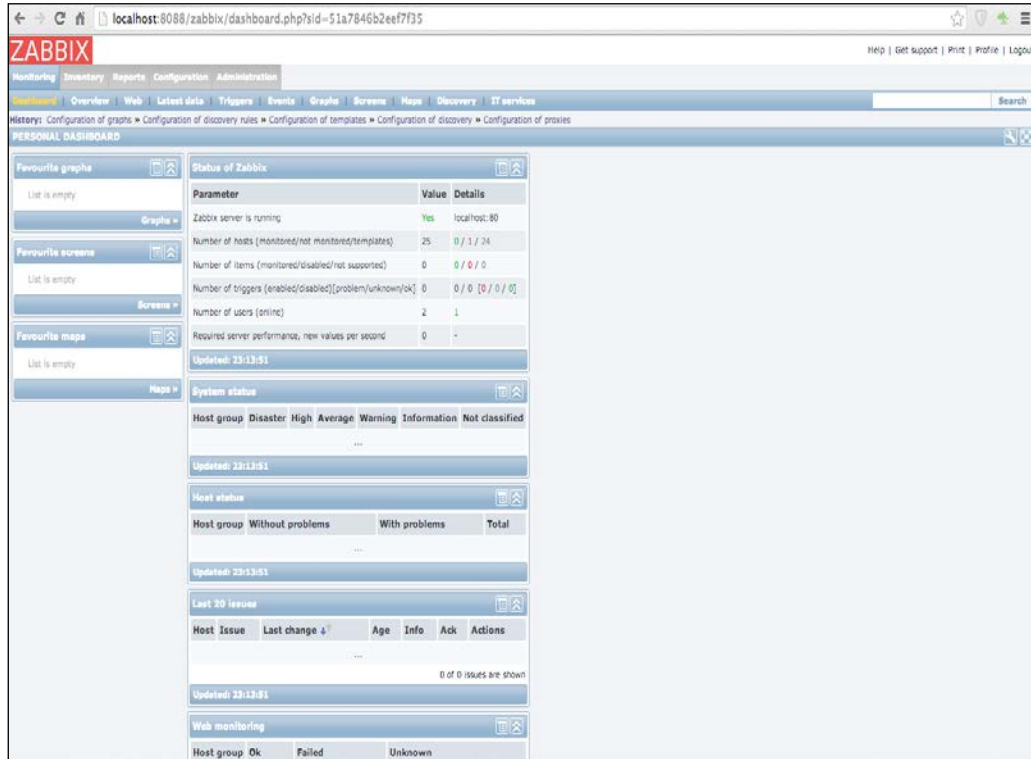 localhost:8088/zabbix/dashboard.php?sid=51a7846b2eef7f35
ZABBIX
Help | Get support | Print | Profile | Logou
Monitoring Inventory Reports Configuration Administration
Dashboard | Overview | Web | Latest data | Triggers | Events | Graphs | Screens | Maps | Discovery | IT services
Search
History: Configuration of graphs » Configuration of discovery rules » Configuration of templates » Configuration of discovery » Configuration of proxies
PERSONAL DASHBOARD
Favourite graphs
List is empty
Graphs »
Favourite screens
List is empty
Screens »
Favourite maps
List is empty
Maps »
Status of Zabbix
Parameter Value Details
Zabbix server is running Yes localhost:80
Number of hosts (monitored/not monitored/templates) 25 0 / 1 / 24
Number of items (monitored/disabled/not supported) 0 0 / 0 / 0
Number of triggers (enabled/disabled)[problem/unknown/ok] 0 0 / 0 [0 / 0 / 0]
Number of users (online) 2 1
Required server performance, new values per second 0 -
Updated: 23:13:51
System status
Host group Disaster High Average Warning Information Not classified
...
Updated: 23:13:51
Host status
Host group Without problems With problems Total
...
Updated: 23:13:51
Last 20 issues
Host Issue Last change Age Info Ack Actions
...
0 of 0 issues are shown
Updated: 23:13:51
Web monitoring
Host group Ok Failed Unknown